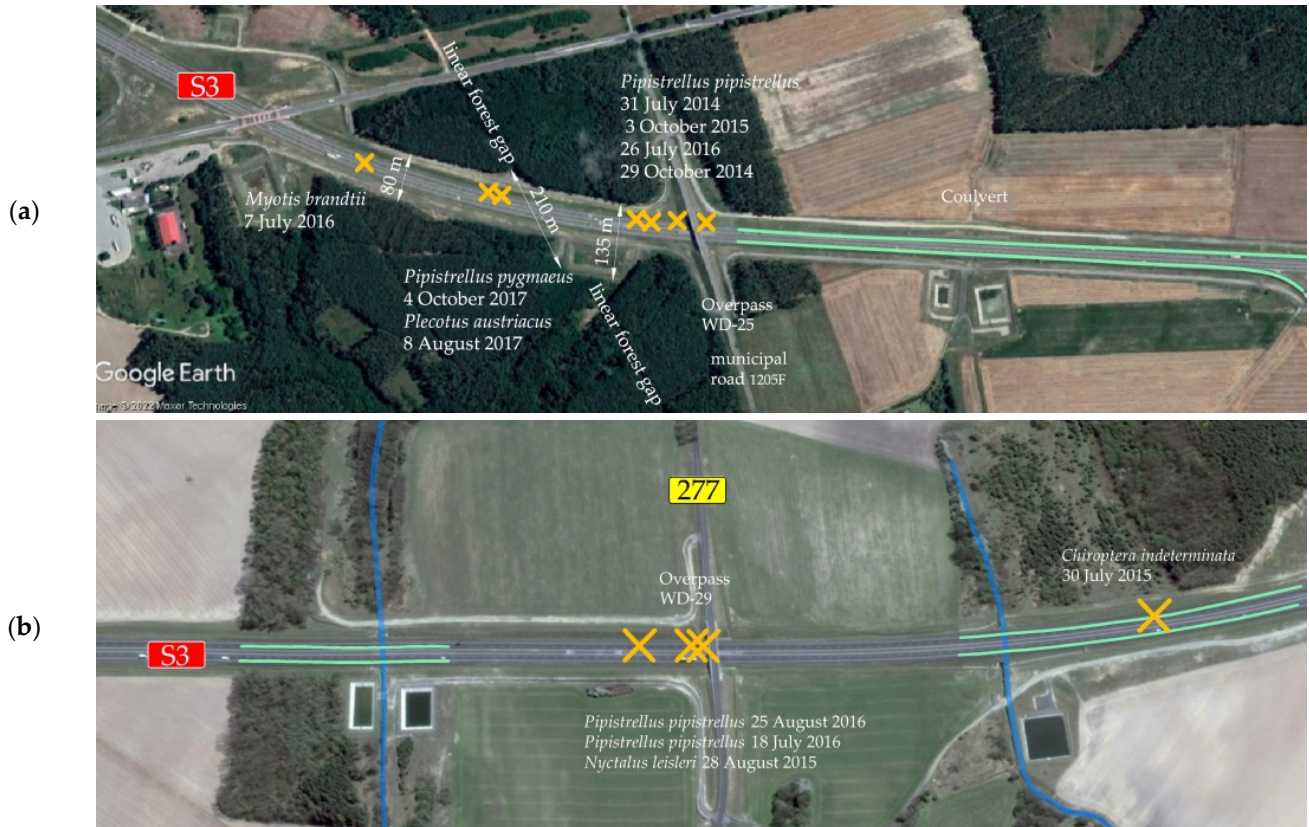 (a)
S3
linear forest gap
Pipistrellus pipistrellus
31 July 2014
3 October 2015
26 July 2016
29 October 2014
80 m
Myotis brandtii
7 July 2016
210 m
135 m
Coulvert
Pipistrellus pygmaeus
4 October 2017
Plecotus austriacus
8 August 2017
linear forest gap
Overpass
WD-25
municipal
road 1205F
Google Earth
mage © 2022 Maxar Technologies
(b)
277
Chiroptera indeterminata
30 July 2015
Overpass
WD-29
S3
Pipistrellus pipistrellus 25 August 2016
Pipistrellus pipistrellus 18 July 2016
Nyctalus leisleri 28 August 2015